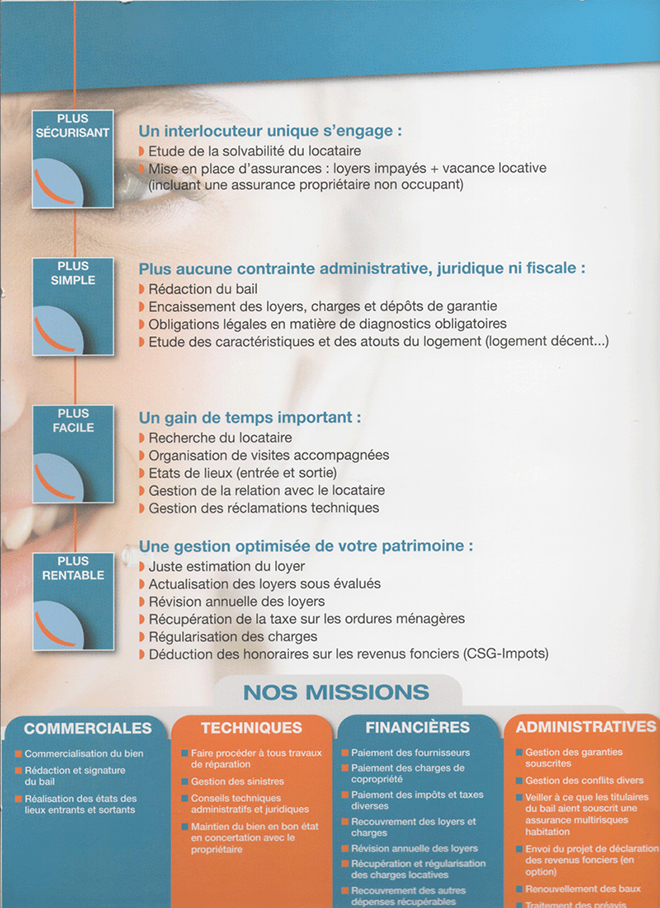 PLUS
SÉCURISANT
Un interlocuteur unique s'engage :
Etude de la solvabilité du locataire
Mise en place d'assurances : loyers impayés + vacance locative
(incluant une assurance propriétaire non occupant)
PLUS
SIMPLE
Plus aucune contrainte administrative, juridique ni fiscale :
Rédaction du bail
Encaissement des loyers, charges et dépôts de garantie
Obligations légales en matière de diagnostics obligatoires
Etude des caractéristiques et des atouts du logement (logement décent...)
PLUS
FACILE
Un gain de temps important :
Recherche du locataire
Organisation de visites accompagnées
Etats de lieux (entrée et sortie)
Gestion de la relation avec le locataire
Gestion des réclamations techniques
PLUS
RENTABLE
Une gestion optimisée de votre patrimoine :
Juste estimation du loyer
Actualisation des loyers sous évalués
Révision annuelle des loyers
Récupération de la taxe sur les ordures ménagères
Régularisation des charges
Déduction des honoraires sur les revenus fonciers (CSG-Impots)
NOS MISSIONS
COMMERCIALES
Commercialisation du bien
Rédaction et signature
du bail
Réalisation des états des
lieux entrants et sortants
TECHNIQUES
Faire procéder à tous travaux
de réparation
Gestion des sinistres
Conseils techniques
administratifs et juridiques
Maintien du bien en bon état
en concertation avec le
propriétaire
FINANCIÈRES
Paiement des fournisseurs
Paiement des charges de
copropriété
Paiement des impôts et taxes
diverses
Recouvrement des loyers et
charges
Révision annuelle des loyers
Récupération et régularisation
des charges locatives
Recouvrement des autres
dépenses récupérables
ADMINISTRATIVES
Gestion des garanties
souscrites
Gestion des conflits divers
Veiller à ce que les titulaires
du bail aient souscrit une
assurance multirisques
habitation
Envoi du projet de déclaration
des revenus fonciers (en
option)
Renouvellement des baux
Traitement des préavis